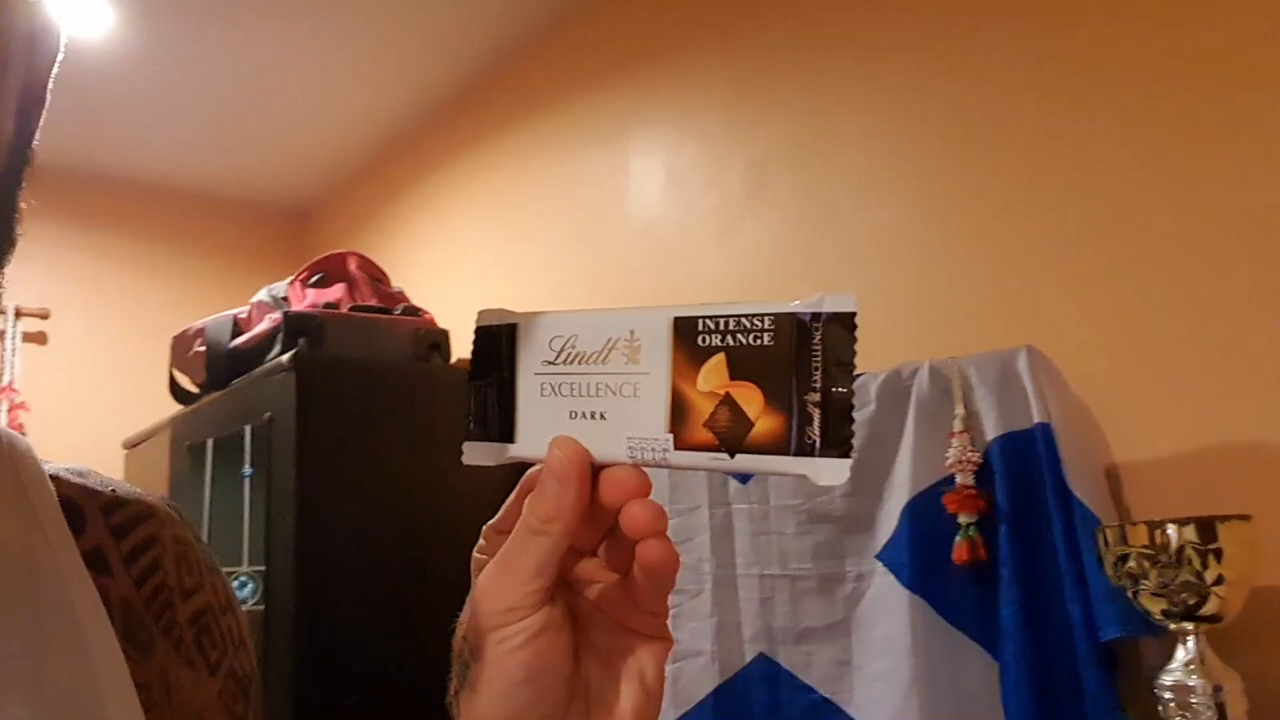 Lindt
EXCELLENCE
DARK
INTENSE
ORANGE
Lindt EXCELLENCE